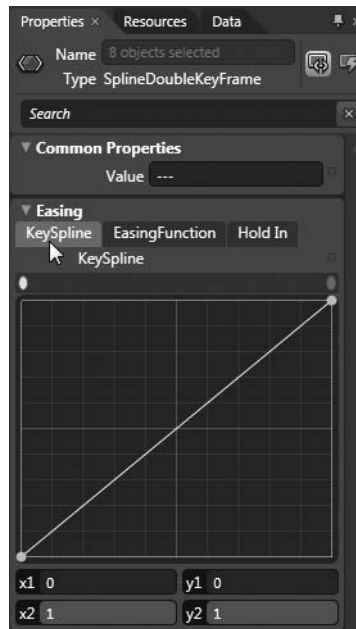 Properties × Resources Data
Name 8 objects selected
Type SplineDoubleKeyFrame
Search
Common Properties
Value ---
Easing
KeySpline EasingFunction Hold In
KeySpline
x1 0 y1 0
x2 1 y2 1